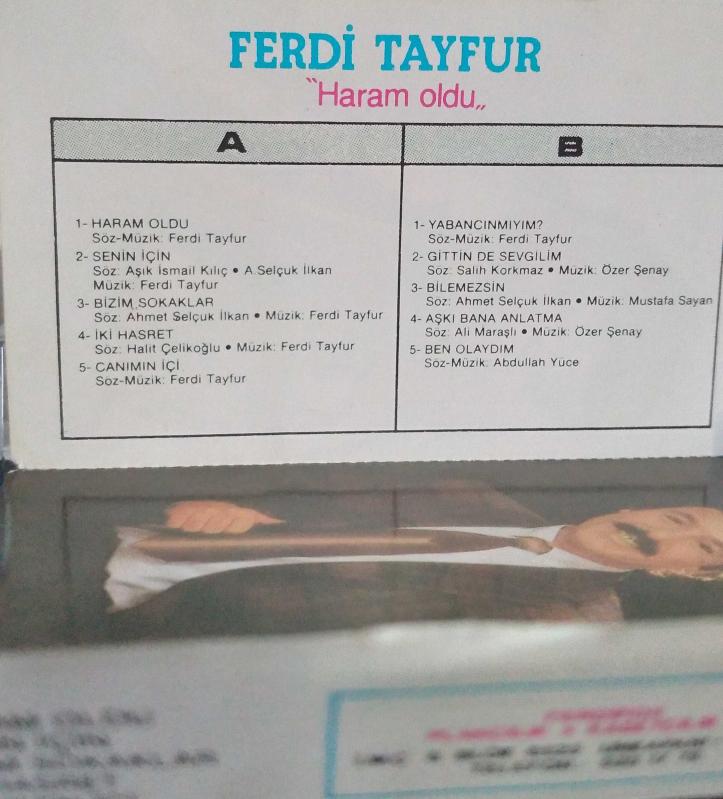 FERDİ TAYFUR
"Haram oldu„
A
1- HARAM OLDU
Söz-Müzik: Ferdi Tayfur
2- SENİN İÇİN
Söz: Aşık İsmail Kılıç • A.Selçuk İlkan
Müzik: Ferdi Tayfur
3- BİZİM SOKAKLAR
Söz: Ahmet Selçuk İlkan • Müzik: Ferdi Tayfur
4- İKİ HASRET
Söz: Halit Çelikoğlu • Müzik: Ferdi Tayfur
5- CANIMIN İÇİ
Söz-Müzik: Ferdi Tayfur
B
1- YABANCINMIYIM?
Söz-Müzik: Ferdi Tayfur
2- GİTTİN DE SEVGİLİM
Söz: Salih Korkmaz • Müzik: Özer Şenay
3- BİLEMEZSİN
Söz: Ahmet Selçuk İlkan • Müzik: Mustafa Sayan
4- AŞKI BANA ANLATMA
Söz: Ali Maraşlı • Müzik: Özer Şenay
5- BEN OLAYDIM
Söz-Müzik: Abdullah Yüce